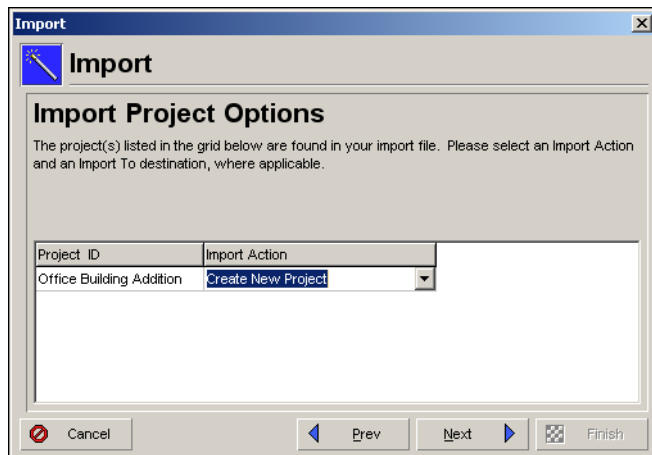 Import
Import
Import Project Options
The project(s) listed in the grid below are found in your import file. Please select an Import Action
and an Import To destination, where applicable.
Project ID Import Action
Office Building Addition Create New Project
Cancel Prev Next Finish